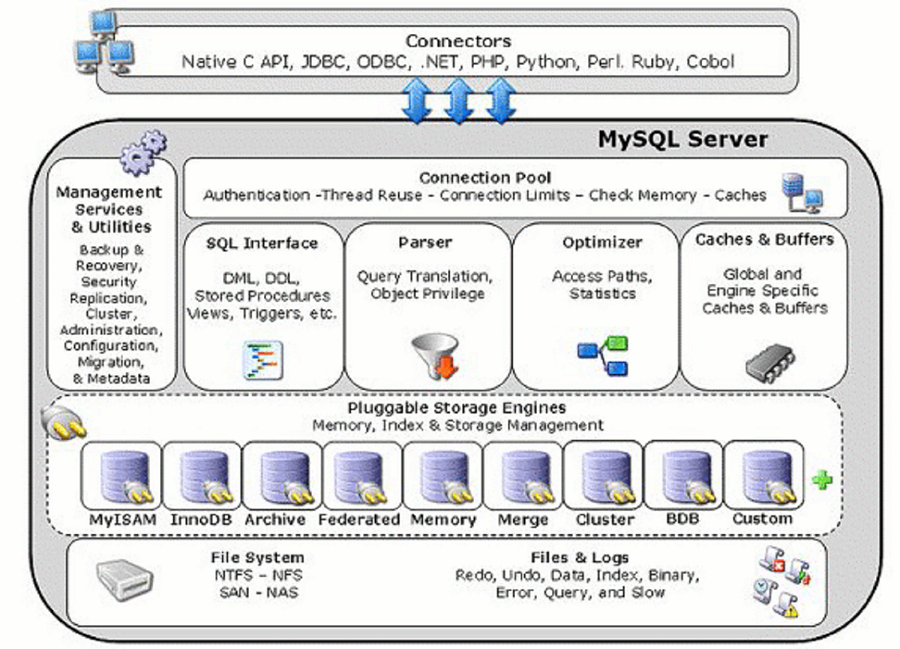 Connectors
Native C API, JDBC, ODBC, .NET, PHP, Python, Perl. Ruby, Cobol
MySQL Server
Management
Services
& Utilities
Backup &
Recovery,
Security
Replication,
Cluster,
Administration,
Configuration,
Migration,
& Metadata
Connection Pool
Authentication -Thread Reuse - Connection Limits – Check Memory - Caches
SQL Interface
DML, DDL,
Stored Procedures
Views, Triggers, etc.
Parser
Query Translation,
Object Privilege
Optimizer
Access Paths,
Statistics
Caches & Buffers
Global and
Engine Specific
Caches & Buffers
Pluggable Storage Engines
Memory, Index & Storage Management
MyISAM
InnoDB
Archive
Federated
Memory
Merge
Cluster
BDB
Custom
File System
NTFS – NFS
SAN - NAS
Files & Logs
Redo, Undo, Data, Index, Binary,
Error, Query, and Slow